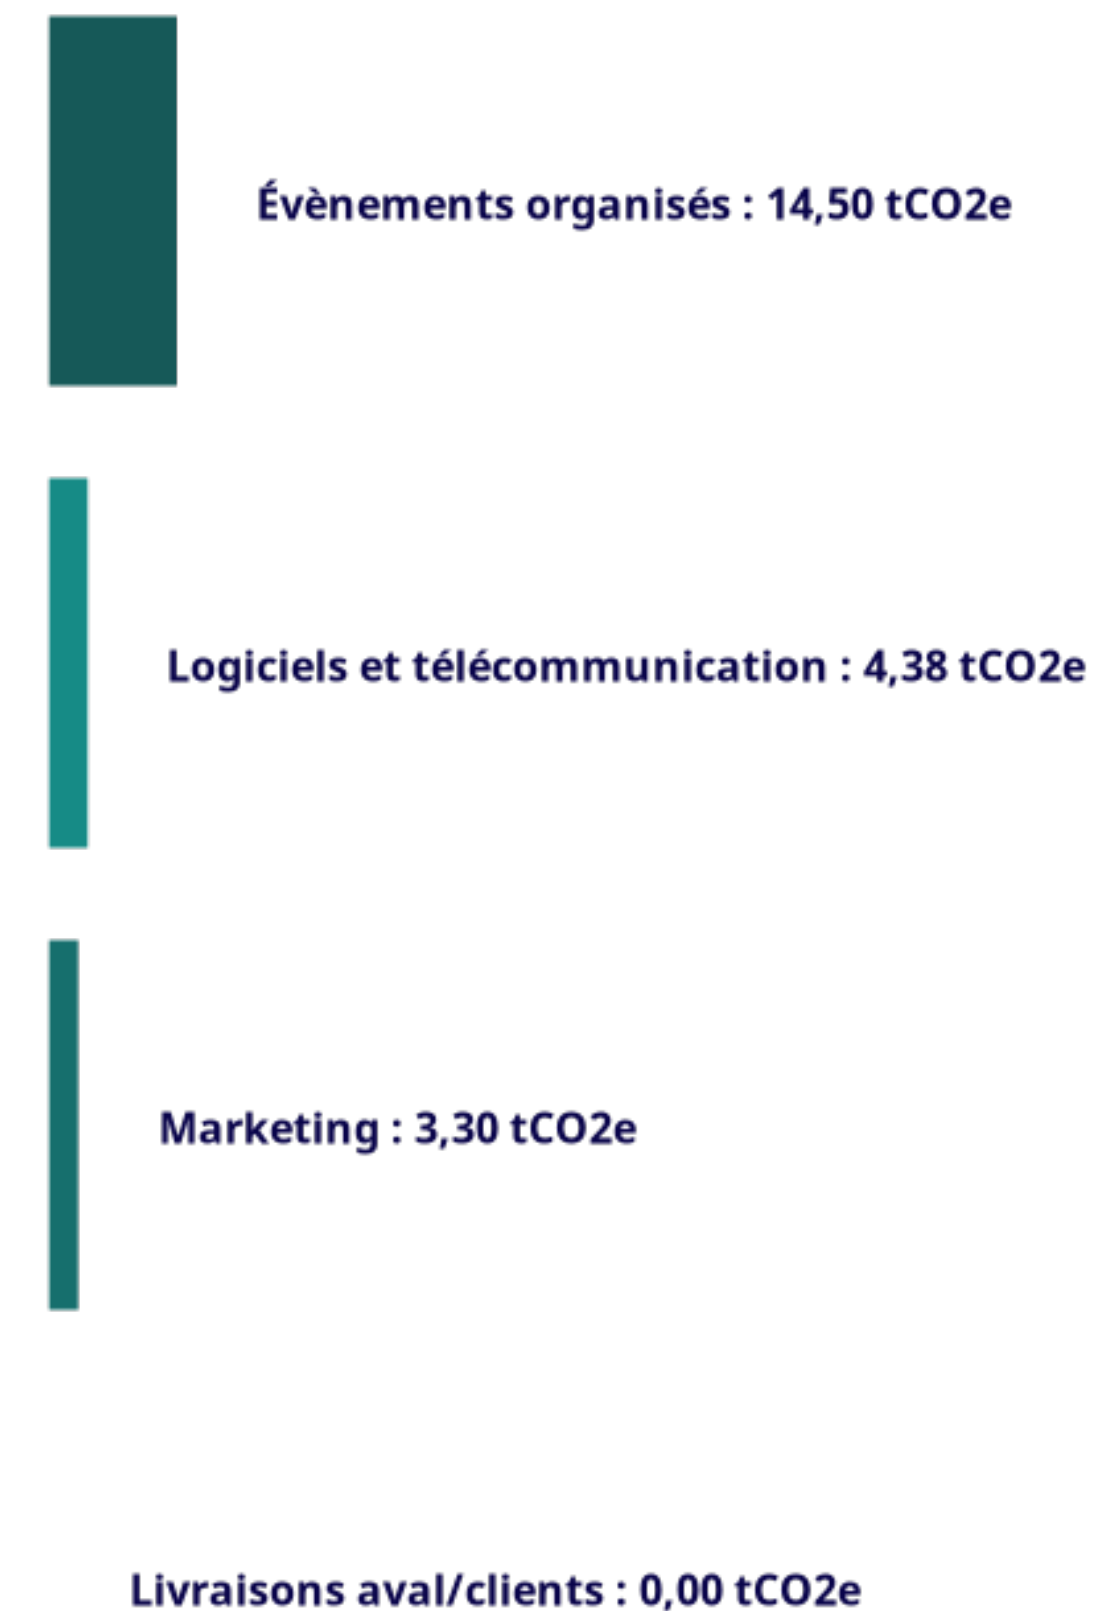 Évènements organisés : 14,50 tCO2e
Logiciels et télécommunication : 4,38 tCO2e
Marketing : 3,30 tCO2e
Livraisons aval/clients : 0,00 tCO2e